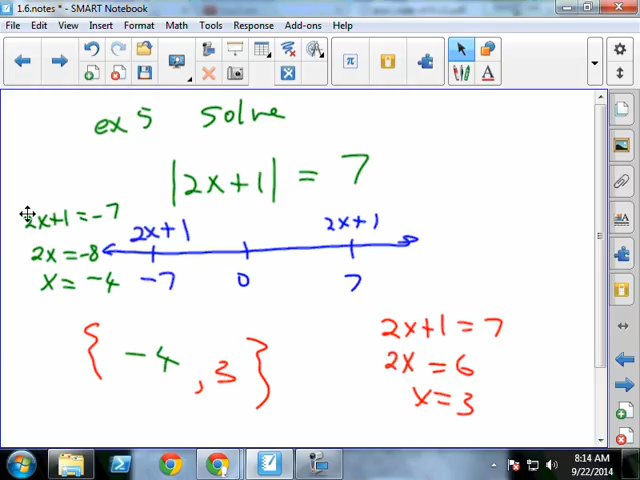 1.6.notes * - SMART Notebook
File Edit View Insert Format Math Tools Response Add-ons Help
A
ex 5 solve
|2x+1| = 7
2x+1 = -7
2x = -8
x = -4
2x+1 2x+1
-7 0 7
{ -4 , 3 }
2x+1 = 7
2x = 6
x = 3
8:14 AM
9/22/2014